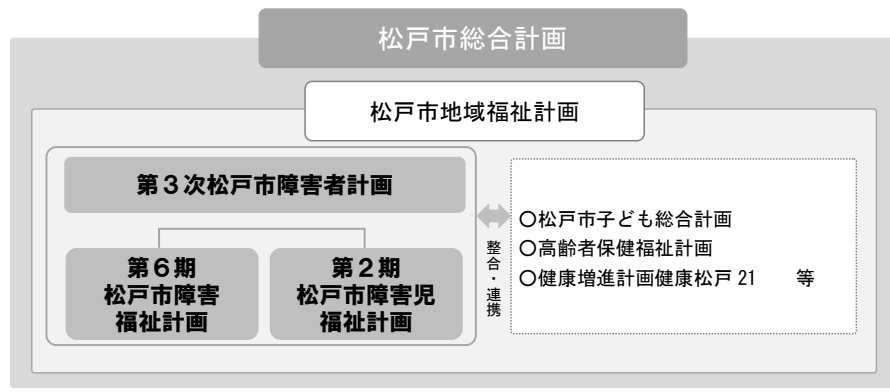 松戸市総合計画
松戸市地域福祉計画
第3次松戸市障害者計画
第6期
松戸市障害
福祉計画
第2期
松戸市障害児
福祉計画
整合・連携
○松戸市子ども総合計画
○高齢者保健福祉計画
○健康増進計画健康松戸21 等